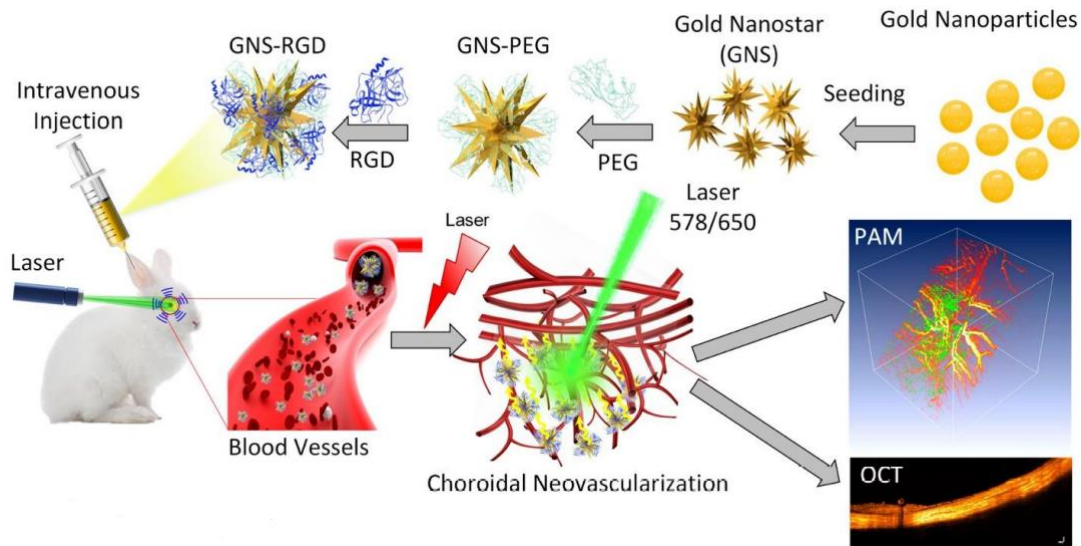 Gold Nanoparticles
Gold Nanostar
(GNS)
GNS-PEG
GNS-RGD
Seeding
PEG
RGD
Intravenous
Injection
Laser
578/650
Laser
Laser
Blood Vessels
Choroidal Neovascularization
PAM
OCT